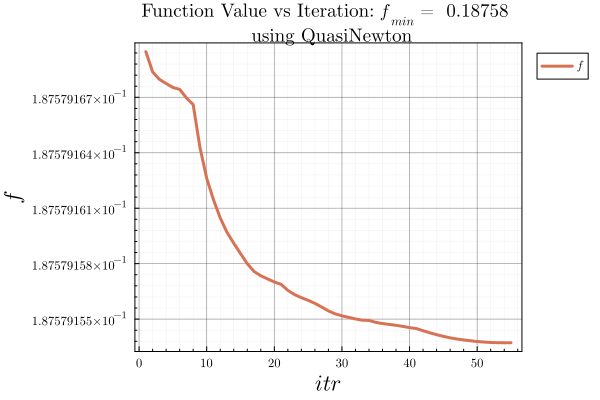 Function Value vs Iteration: f_min = 0.18758
using QuasiNewton
f
1.87579167×10⁻¹
1.87579164×10⁻¹
1.87579161×10⁻¹
1.87579158×10⁻¹
1.87579155×10⁻¹
f
0 10 20 30 40 50
itr